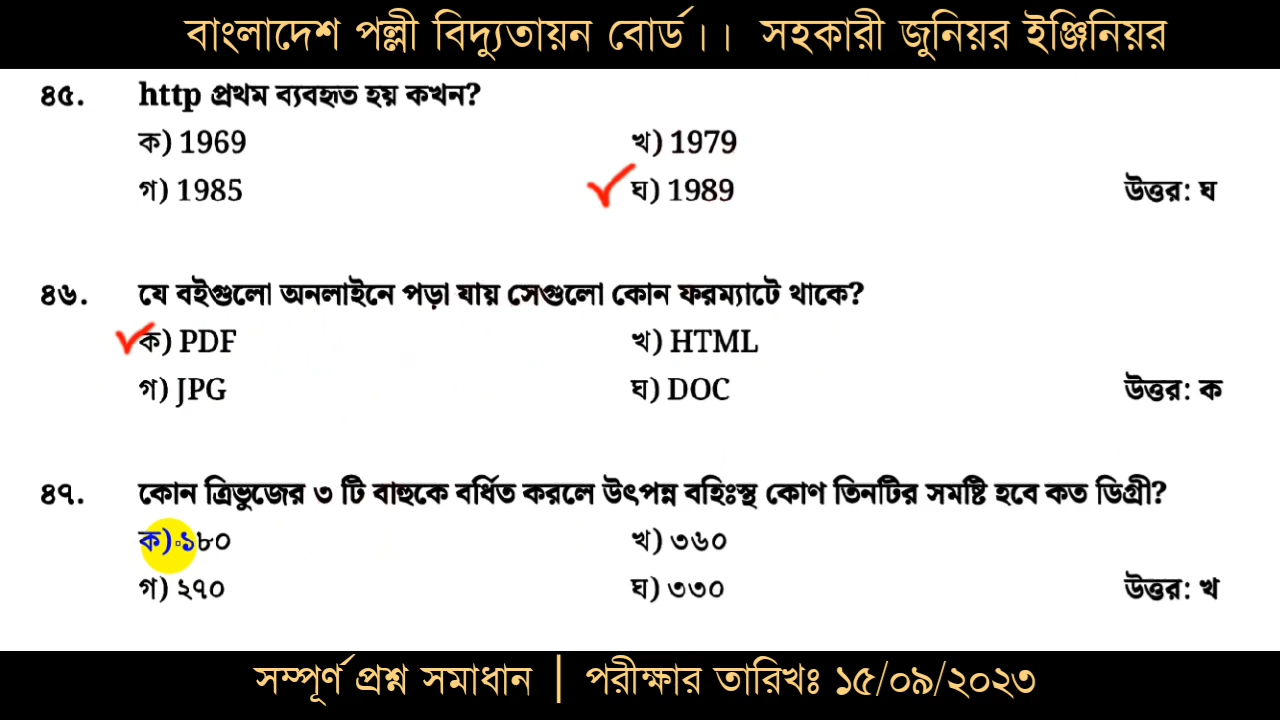 বাংলাদেশ পল্লী বিদ্যুতায়ন বোর্ড।। সহকারী জুনিয়র ইঞ্জিনিয়র
৪৫. http প্রথম ব্যবহৃত হয় কখন?
ক) 1969 খ) 1979
গ) 1985 ঘ) 1989 উত্তর: ঘ
৪৬. যে বইগুলো অনলাইনে পড়া যায় সেগুলো কোন ফরম্যাটে থাকে?
ক) PDF খ) HTML
গ) JPG ঘ) DOC উত্তর: ক
৪৭. কোন ত্রিভুজের ৩ টি বাহুকে বর্ধিত করলে উৎপন্ন বহিঃস্থ কোণ তিনটির সমষ্টি হবে কত ডিগ্রী?
ক) ১৮০ খ) ৩৬০
গ) ২৭০ ঘ) ৩৩০ উত্তর: খ
সম্পূর্ণ প্রশ্ন সমাধান | পরীক্ষার তারিখঃ ১৫/০৯/২০২৩